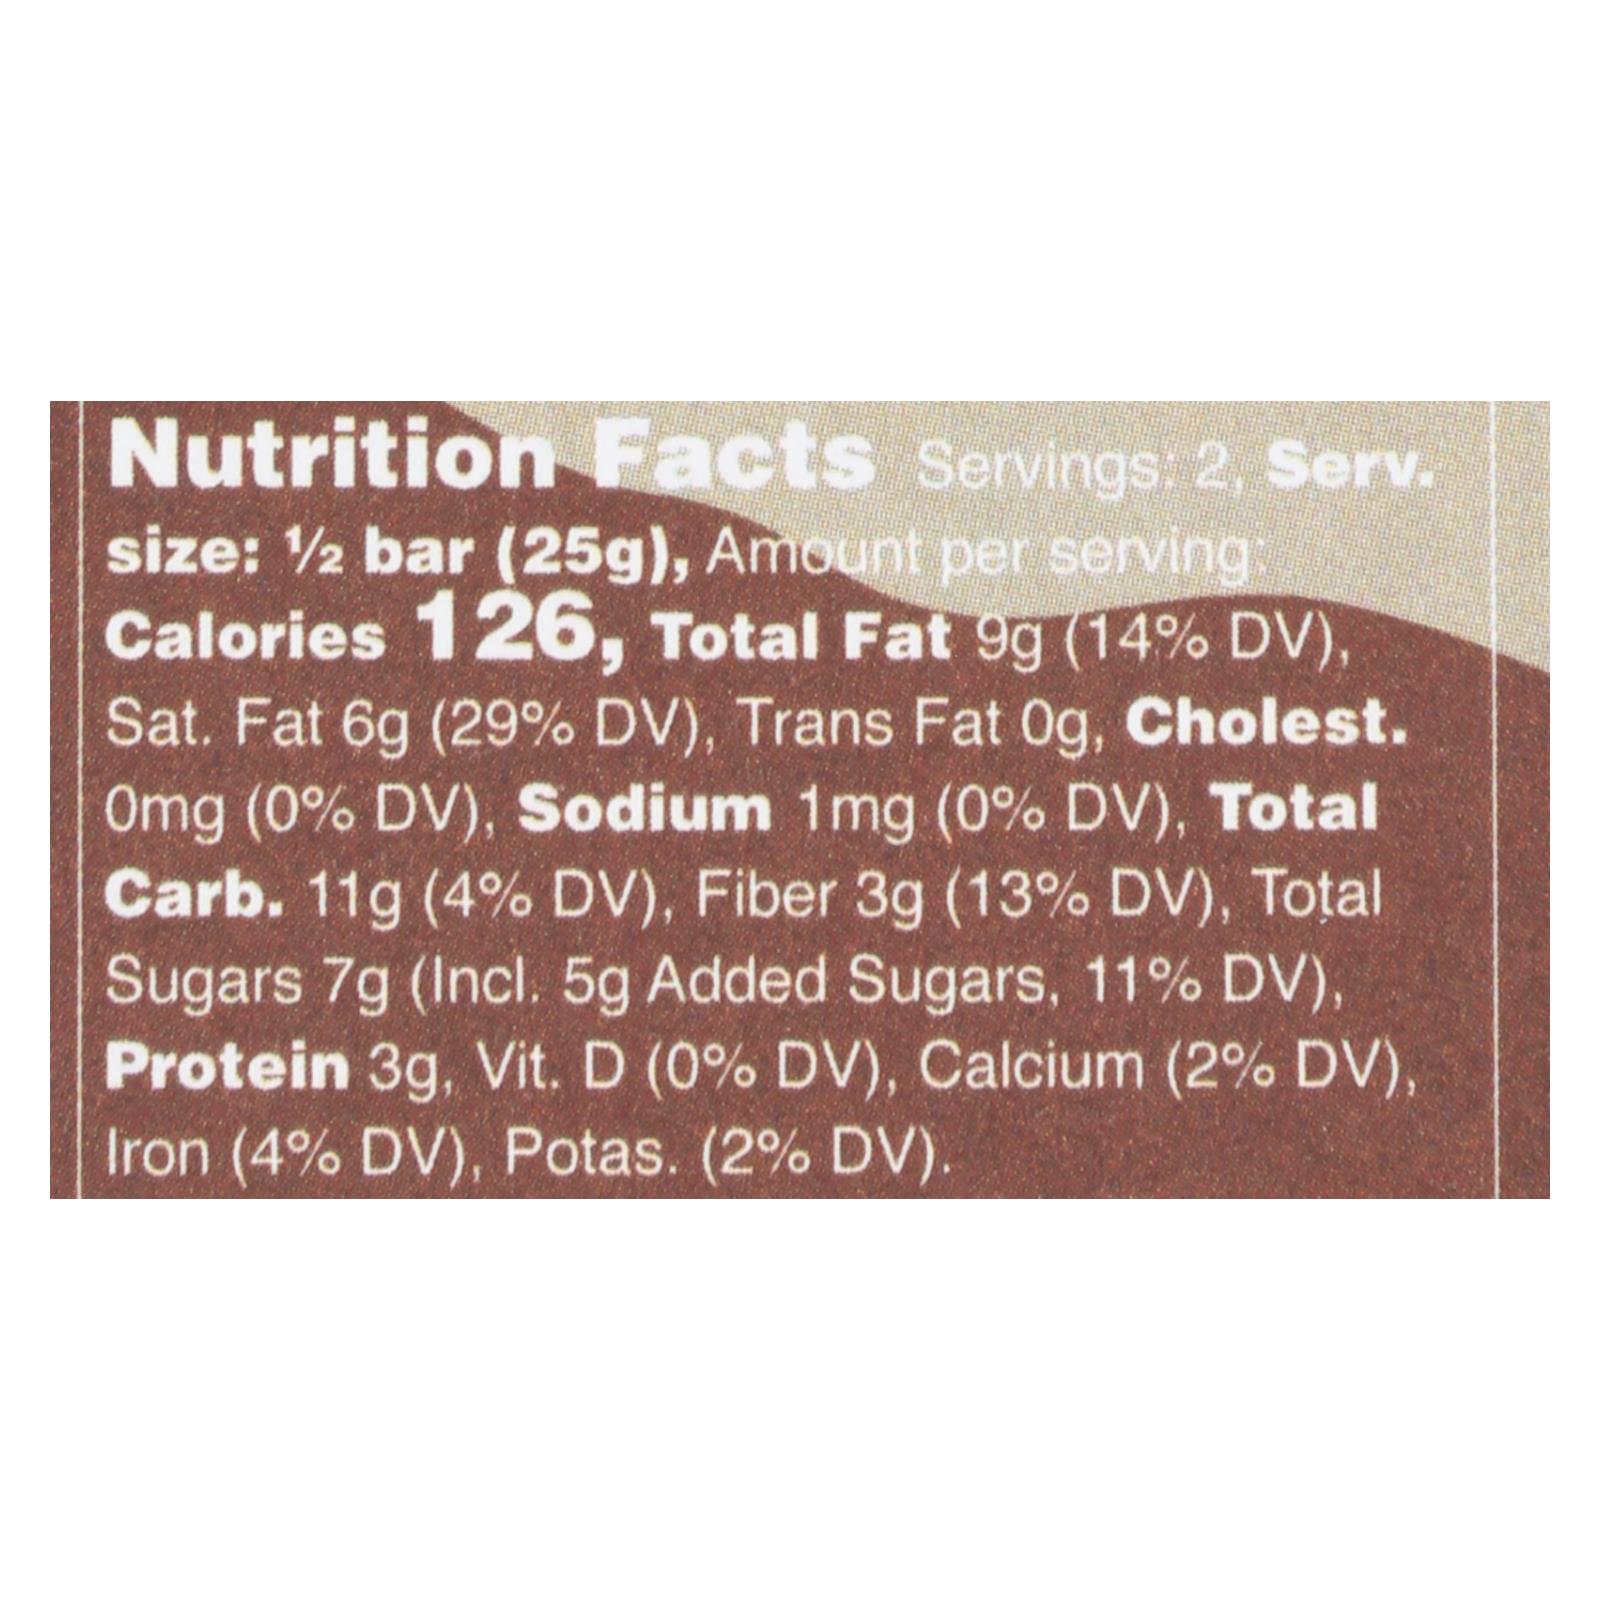 Nutrition Facts Servings: 2, Serv.
size: ½ bar (25g), Amount per serving:
Calories 126, Total Fat 9g (14% DV),
Sat. Fat 6g (29% DV), Trans Fat 0g, Cholest.
0mg (0% DV), Sodium 1mg (0% DV), Total
Carb. 11g (4% DV), Fiber 3g (13% DV), Total
Sugars 7g (Incl. 5g Added Sugars, 11% DV),
Protein 3g, Vit. D (0% DV), Calcium (2% DV),
Iron (4% DV), Potas. (2% DV).